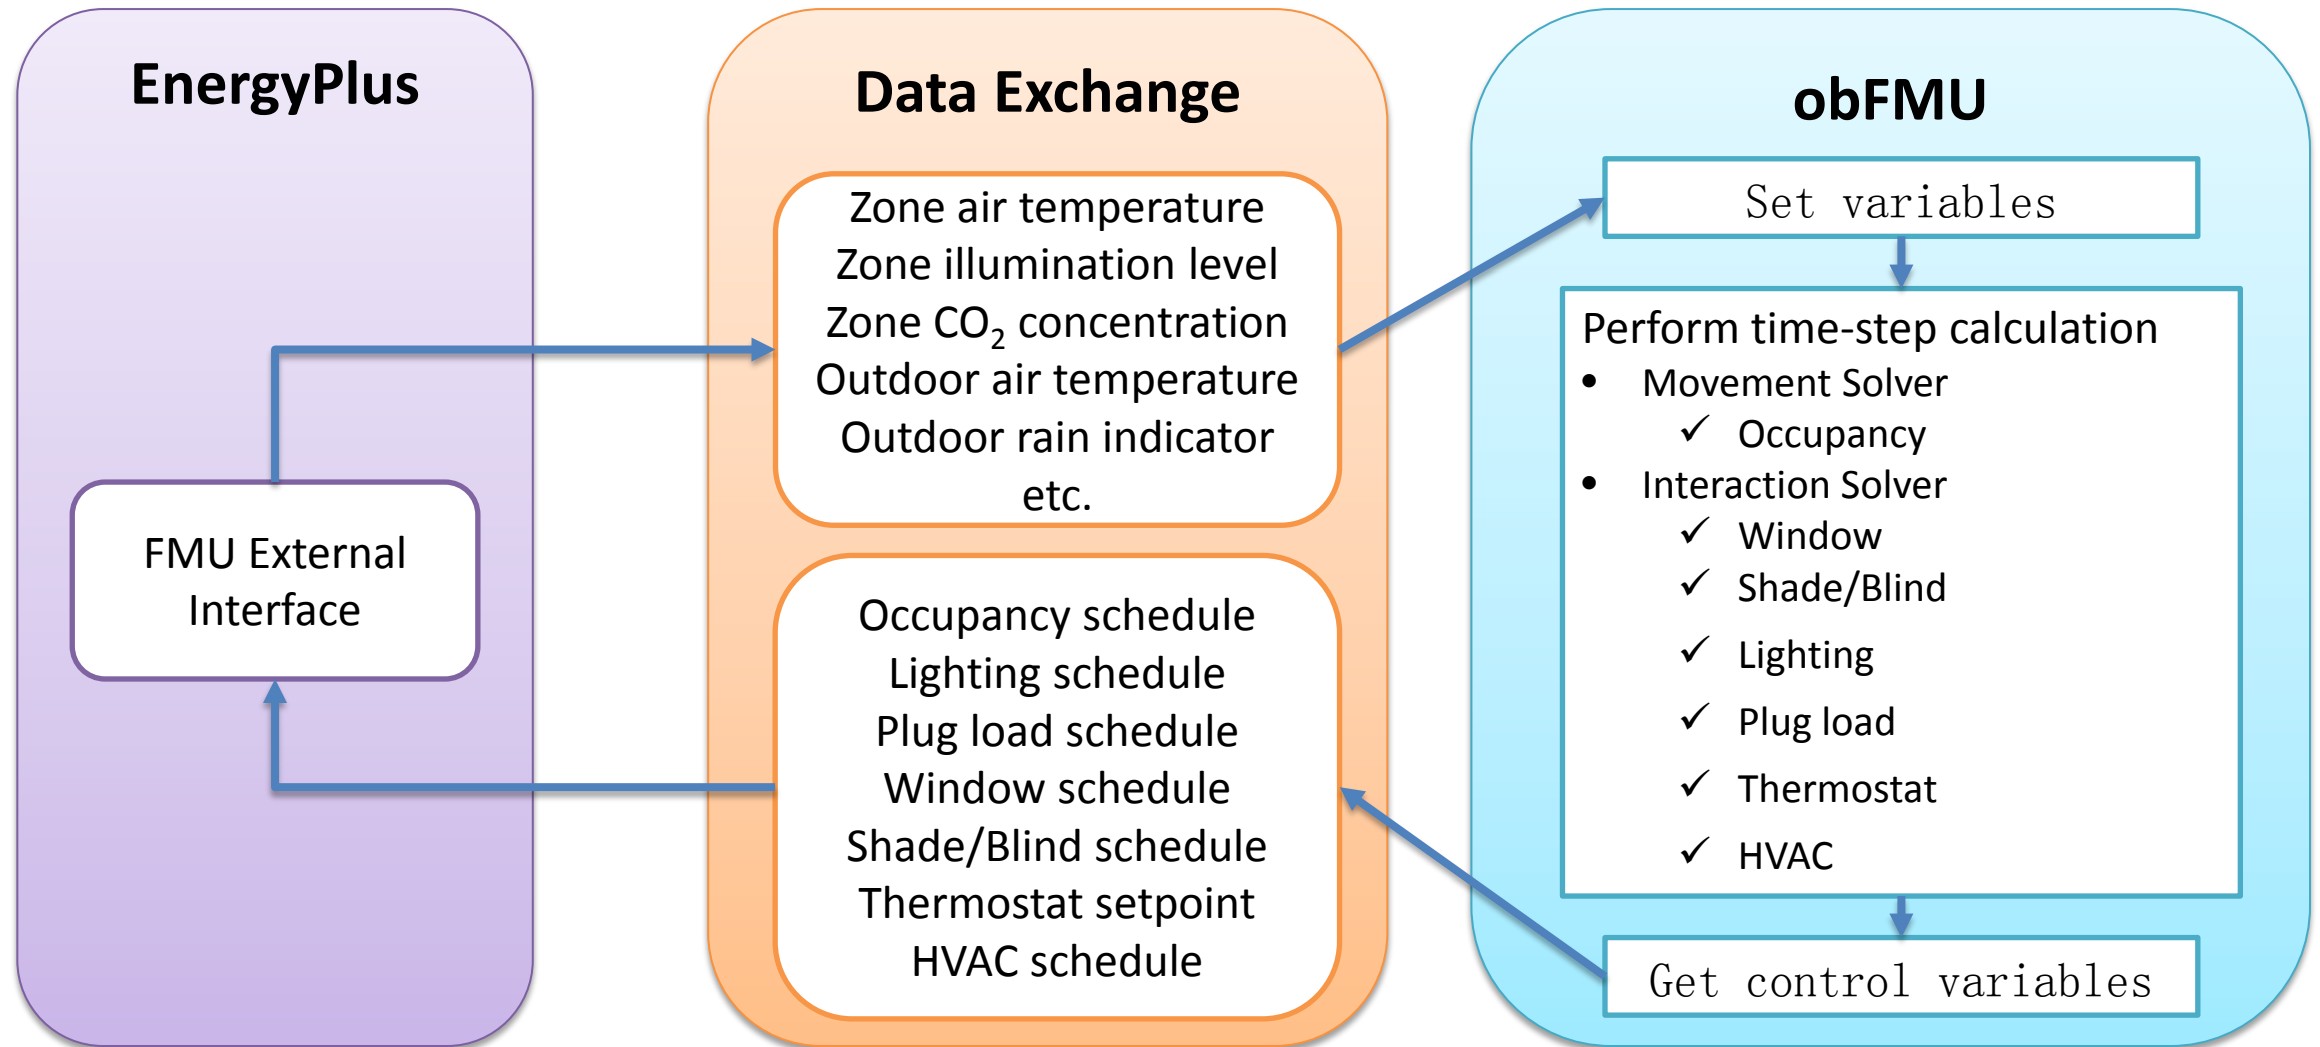 EnergyPlus
FMU External
Interface
Data Exchange
Zone air temperature
Zone illumination level
Zone CO₂ concentration
Outdoor air temperature
Outdoor rain indicator
etc.
Occupancy schedule
Lighting schedule
Plug load schedule
Window schedule
Shade/Blind schedule
Thermostat setpoint
HVAC schedule
obFMU
Set variables
Perform time-step calculation
• Movement Solver
✓ Occupancy
• Interaction Solver
✓ Window
✓ Shade/Blind
✓ Lighting
✓ Plug load
✓ Thermostat
✓ HVAC
Get control variables